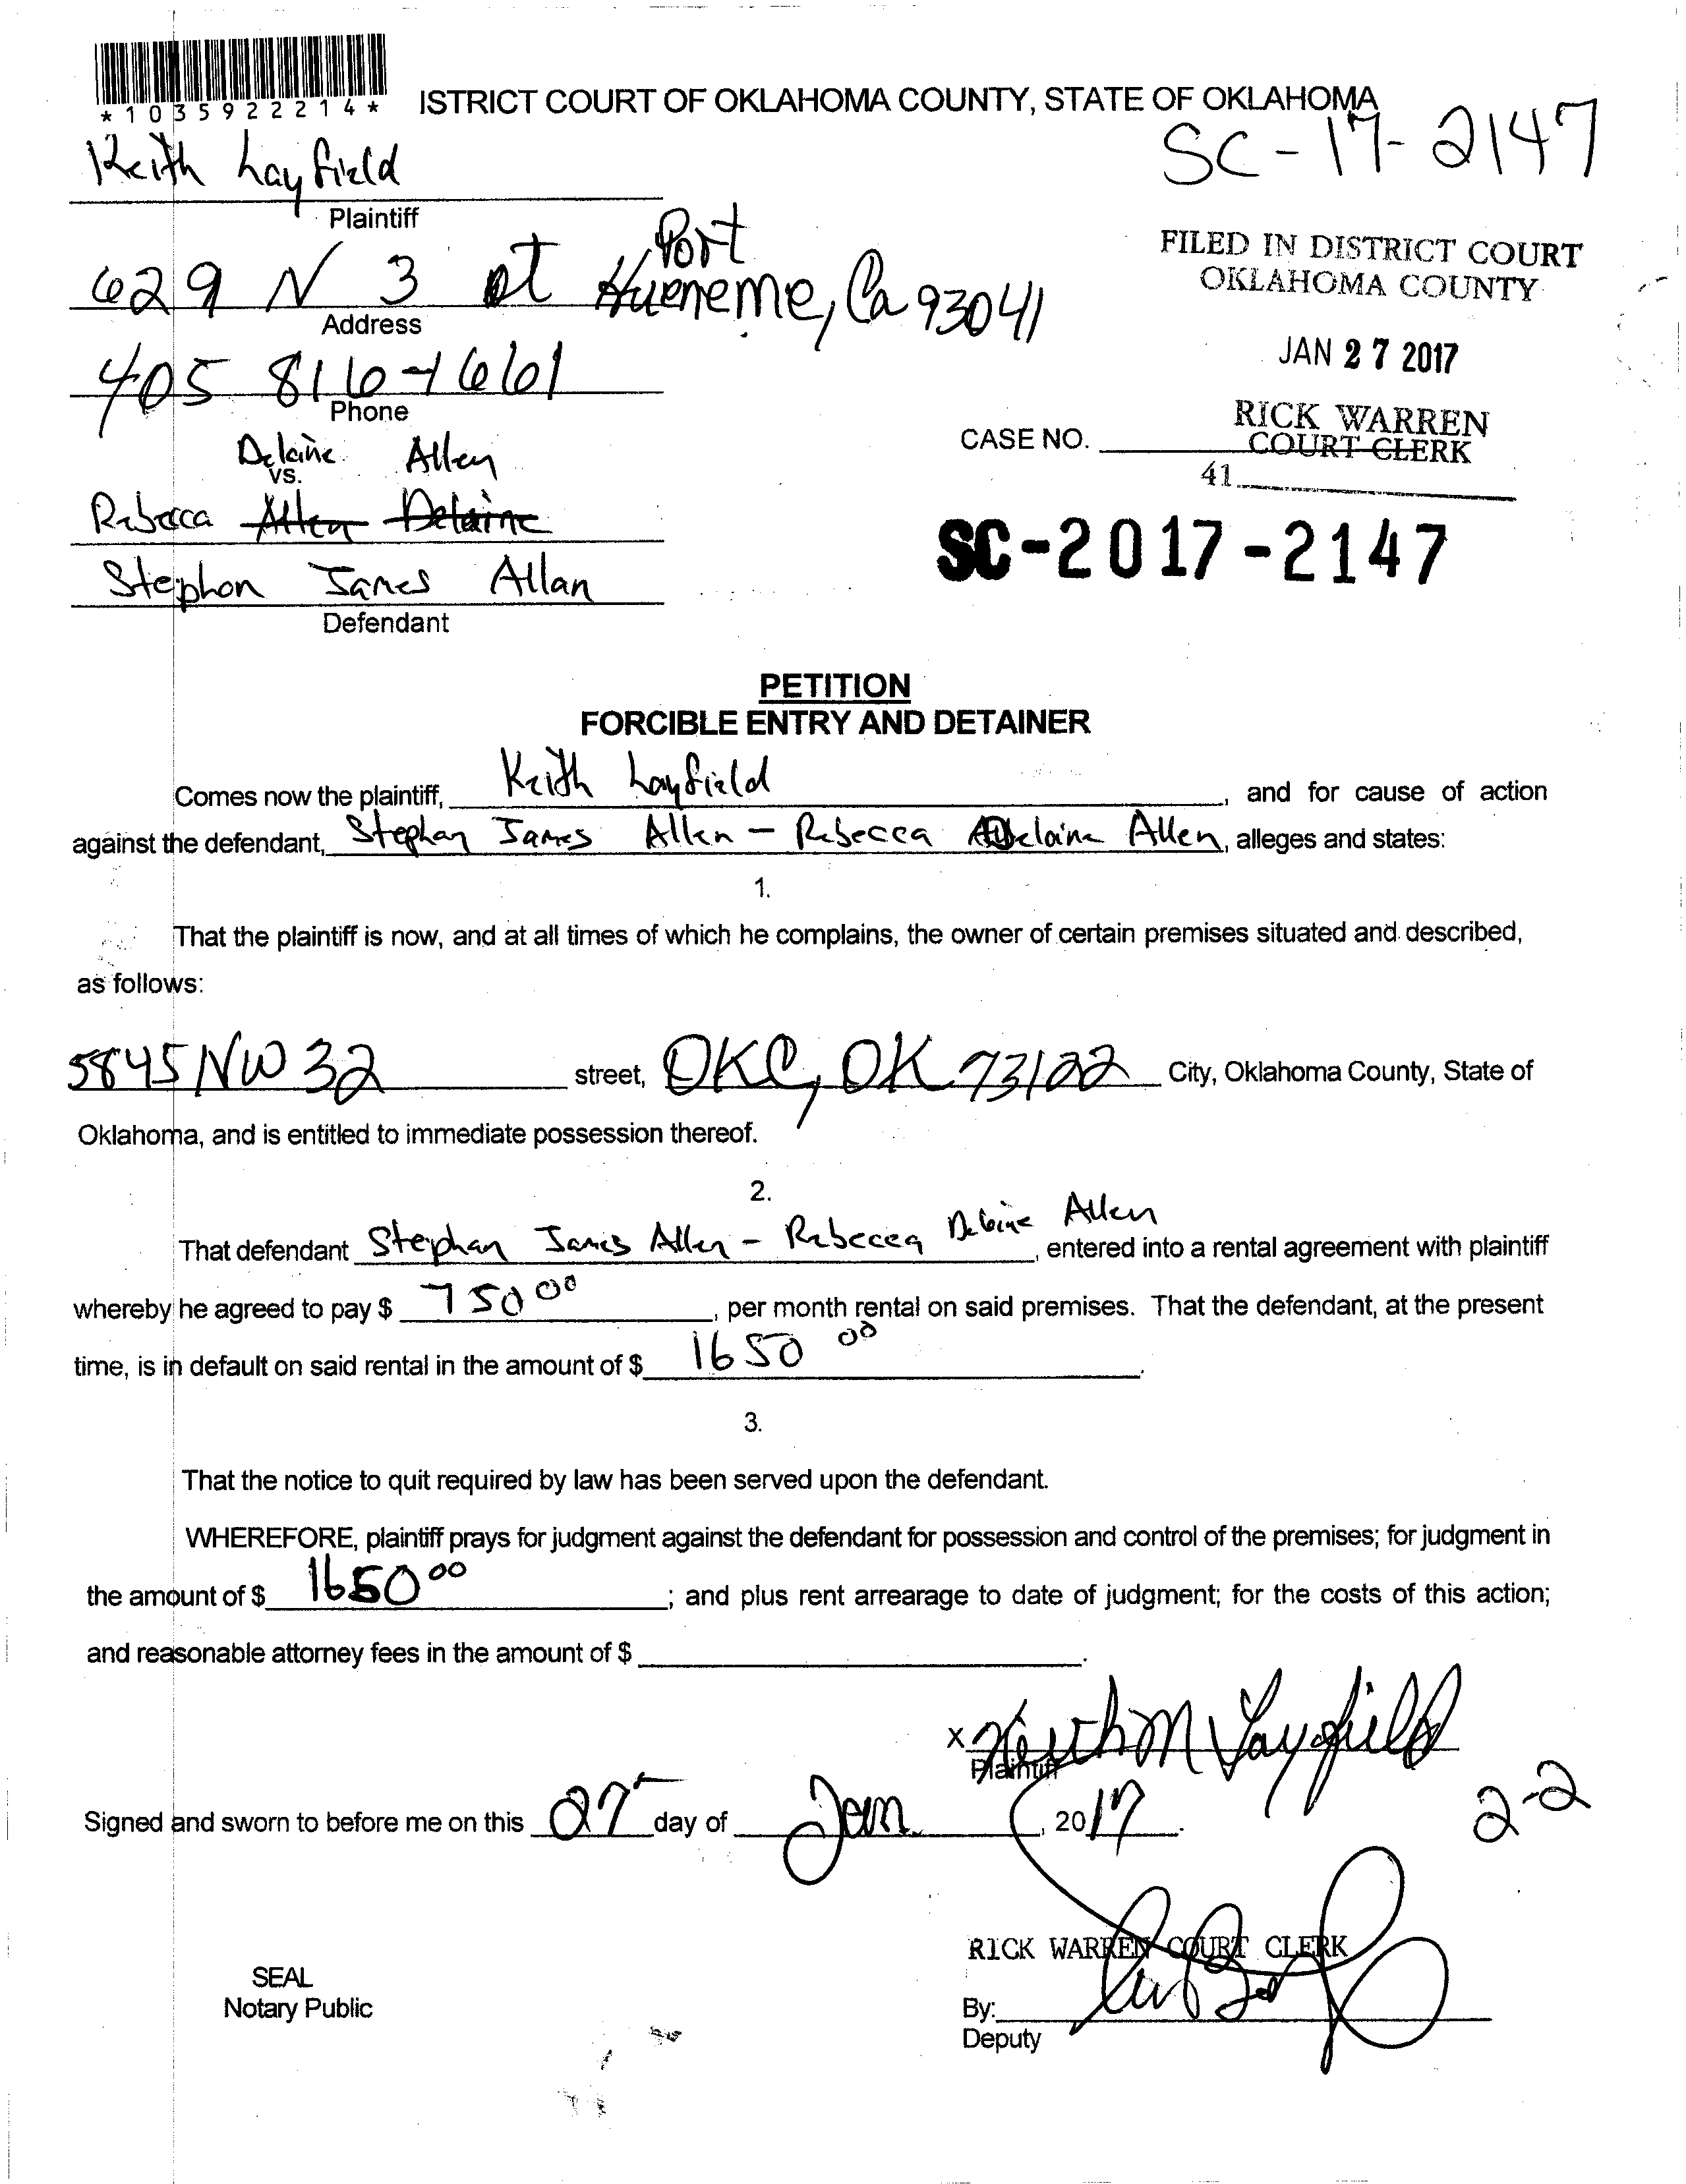 *1035922214*
ISTRICT COURT OF OKLAHOMA COUNTY, STATE OF OKLAHOMA
SC-17-2147
Keith Layfield
Plaintiff
629 N 3 st Port Hueneme, Ca 93041
Address
FILED IN DISTRICT COURT
OKLAHOMA COUNTY
JAN 27 2017
405 816-1661
Phone
RICK WARREN
COURT CLERK
CASE NO.
41
Delaine Allen
vs.
Rebecca Allen Delaine
Stephon James Allan
Defendant
SC-2017-2147
PETITION
FORCIBLE ENTRY AND DETAINER
Comes now the plaintiff, Keith Layfield, and for cause of action
against the defendant, Stephan James Allen - Rebecca Delaine Allen, alleges and states:
1.
That the plaintiff is now, and at all times of which he complains, the owner of certain premises situated and described,
as follows:
5845 NW 32 street, OKC, OK 73122 City, Oklahoma County, State of
Oklahoma, and is entitled to immediate possession thereof.
2.
That defendant Stephan James Allen - Rebecca Delaine Allen, entered into a rental agreement with plaintiff
whereby he agreed to pay $ 750 00, per month rental on said premises. That the defendant, at the present
time, is in default on said rental in the amount of $ 1650 00.
3.
That the notice to quit required by law has been served upon the defendant.
WHEREFORE, plaintiff prays for judgment against the defendant for possession and control of the premises; for judgment in
the amount of $ 1650 00; and plus rent arrearage to date of judgment; for the costs of this action;
and reasonable attorney fees in the amount of $
x Keith M Layfield
Plaintiff
Signed and sworn to before me on this 27 day of Jan, 2017.
2-2
RICK WARREN COURT CLERK
SEAL
Notary Public
By:
Deputy